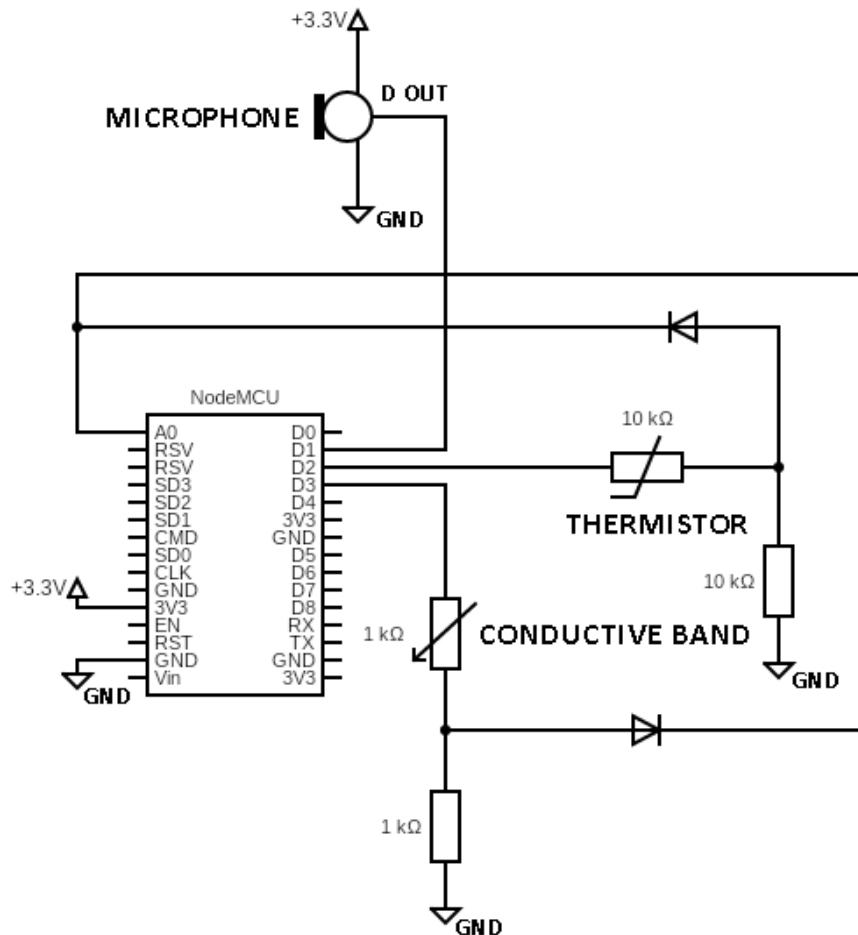 +3.3V
D OUT
MICROPHONE
GND
NodeMCU
A0
RSV
RSV
SD3
SD2
SD1
CMD
SD0
CLK
GND
3V3
EN
RST
GND
Vin
D0
D1
D2
D3
D4
3V3
GND
D5
D6
D7
D8
RX
TX
GND
3V3
+3.3V
GND
10 kΩ
THERMISTOR
10 kΩ
GND
1 kΩ
CONDUCTIVE BAND
1 kΩ
GND